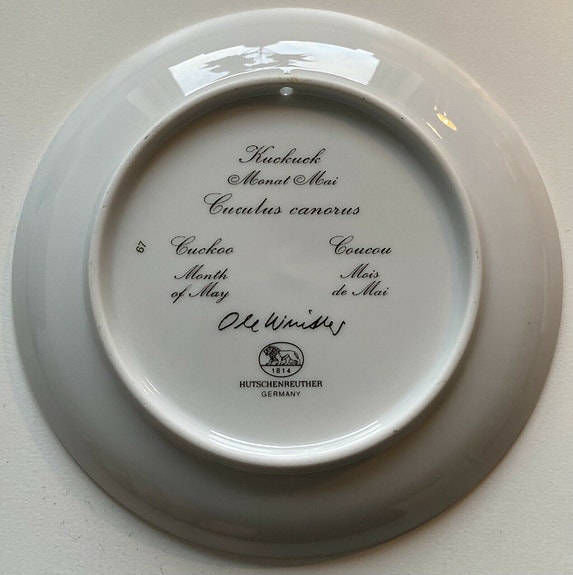 Kuckuck
Monat Mai
Cuculus canorus
67
Cuckoo
Month
of May
Coucou
Mois
de Mai
Ole Winther
1814
HUTSCHENREUTHER
GERMANY